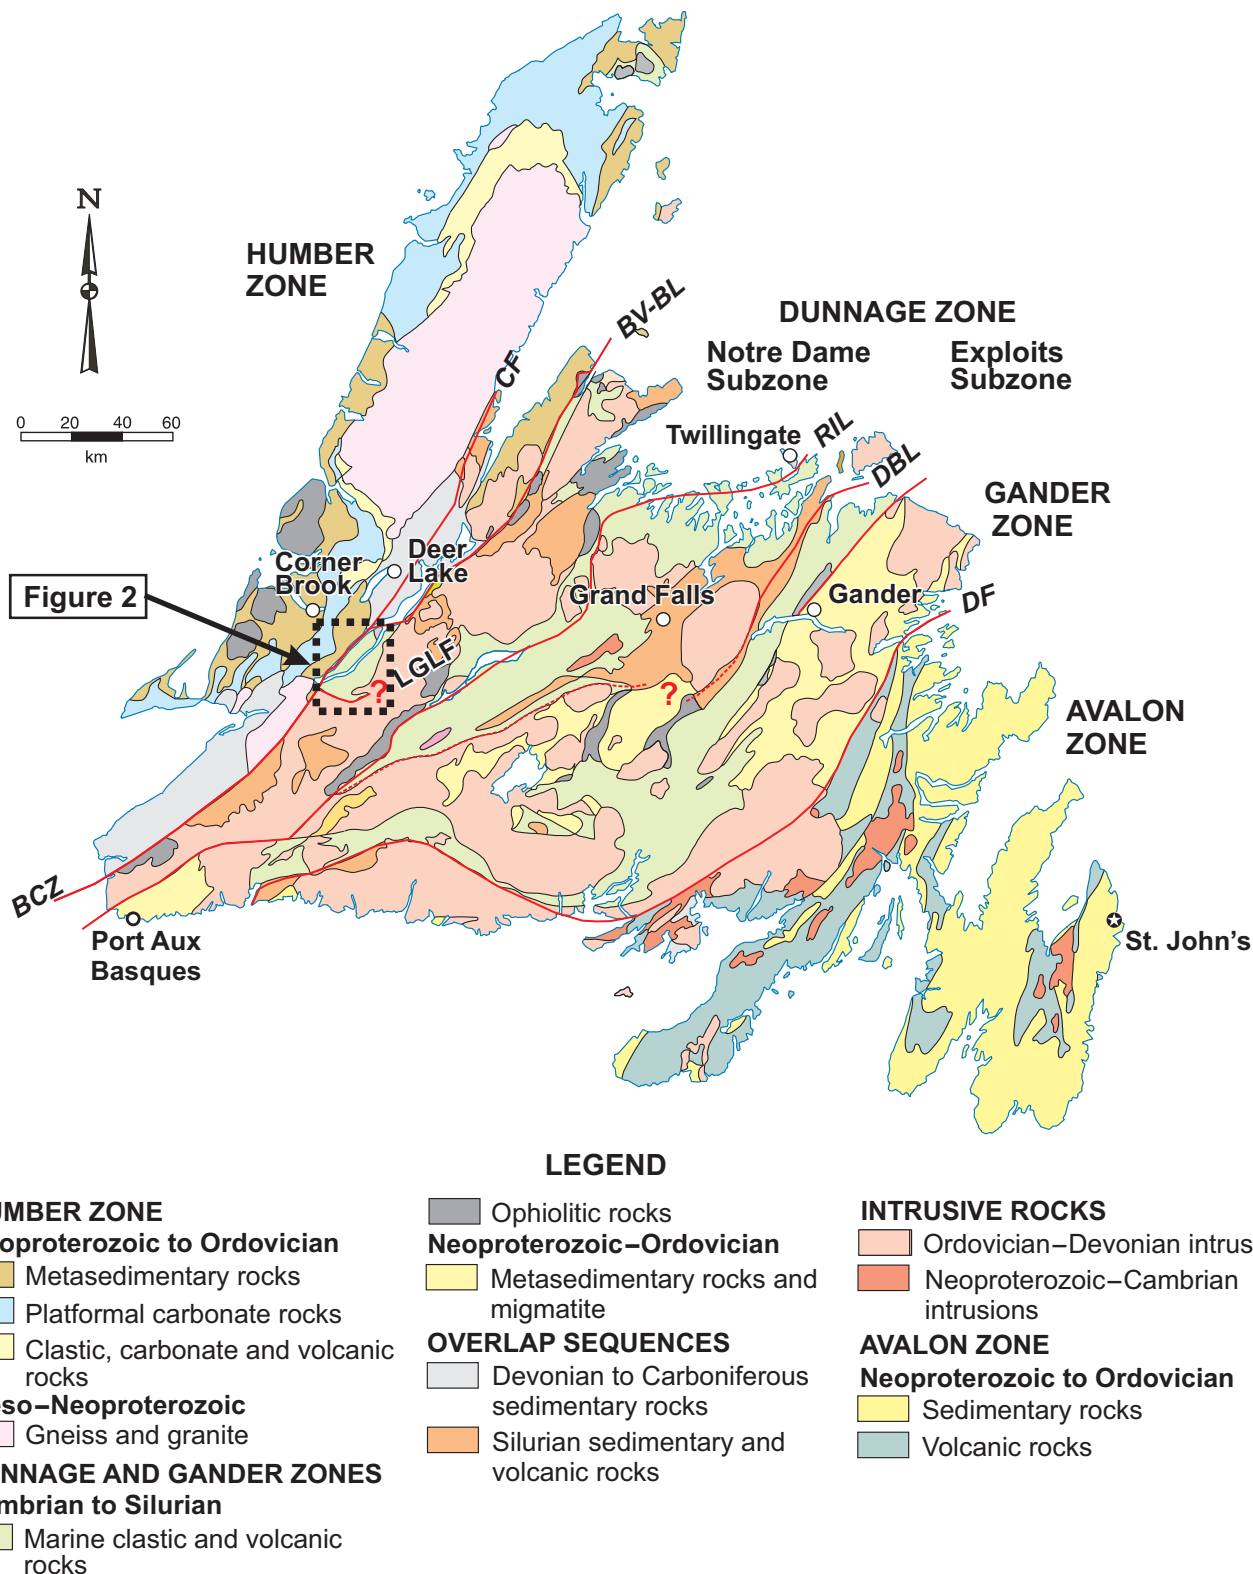 N
0 20 40 60
km
HUMBER
ZONE
BV-BL
CF
DUNNAGE ZONE
Notre Dame
Subzone
Exploits
Subzone
Twillingate
RIL
DBL
GANDER
ZONE
Corner
Brook
Deer
Lake
Figure 2
Grand Falls
Gander
DF
LGLF
?
?
AVALON
ZONE
BCZ
Port Aux
Basques
St. John's
LEGEND
UMBER ZONE
oproterozoic to Ordovician
Metasedimentary rocks
Platformal carbonate rocks
Clastic, carbonate and volcanic
rocks
eso–Neoproterozoic
Gneiss and granite
NNAGE AND GANDER ZONES
mbrian to Silurian
Marine clastic and volcanic
rocks
Ophiolitic rocks
Neoproterozoic–Ordovician
Metasedimentary rocks and
migmatite
OVERLAP SEQUENCES
Devonian to Carboniferous
sedimentary rocks
Silurian sedimentary and
volcanic rocks
INTRUSIVE ROCKS
Ordovician–Devonian intrus
Neoproterozoic–Cambrian
intrusions
AVALON ZONE
Neoproterozoic to Ordovician
Sedimentary rocks
Volcanic rocks